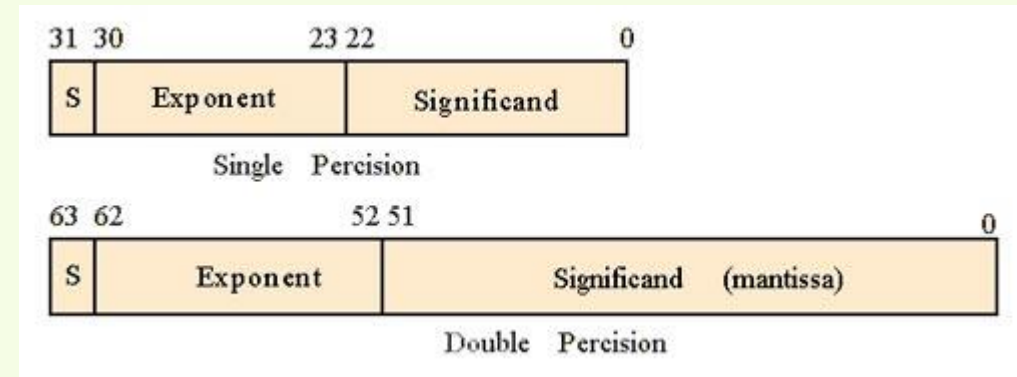 31 30 23 22 0
S Exponent Significand
Single Percision
63 62 52 51 0
S Exponent Significand (mantissa)
Double Percision